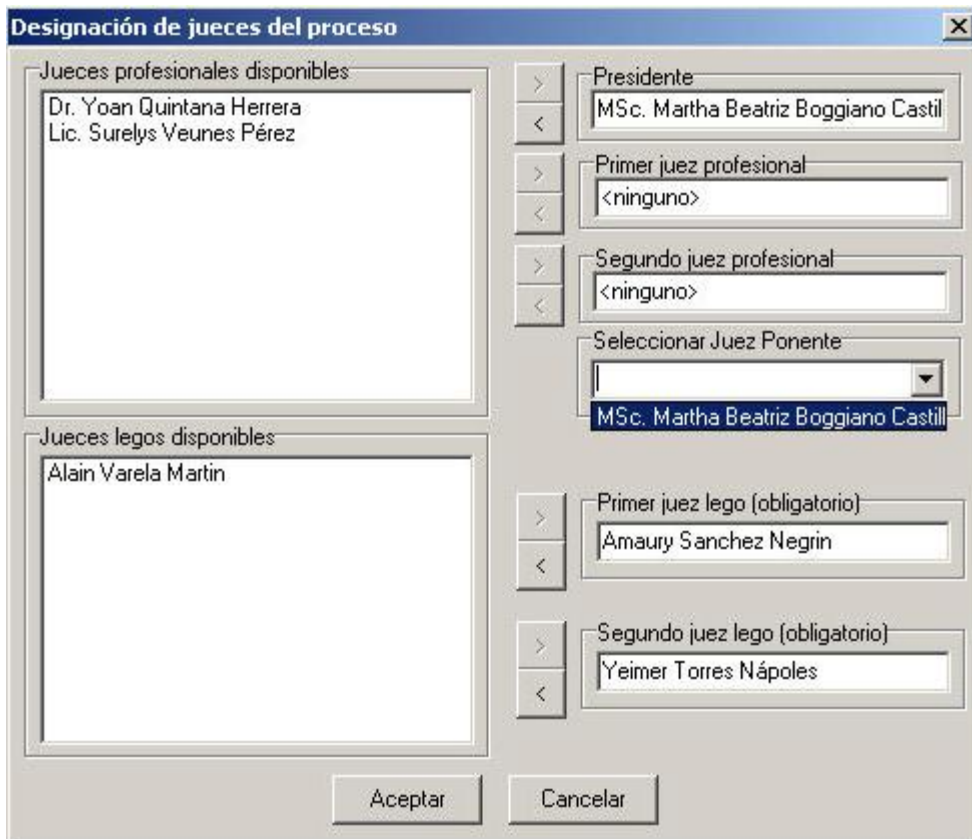 Designación de jueces del proceso
Jueces profesionales disponibles
Dr. Yoan Quintana Herrera
Lic. Surelys Veunes Pérez
>
<
Presidente
MSc. Martha Beatriz Boggiano Castil
>
<
Primer juez profesional
<ninguno>
>
<
Segundo juez profesional
<ninguno>
Seleccionar Juez Ponente
MSc. Martha Beatriz Boggiano Castill
Jueces legos disponibles
Alain Varela Martin
>
<
Primer juez lego (obligatorio)
Amaury Sanchez Negrin
>
<
Segundo juez lego (obligatorio)
Yeimer Torres Nápoles
Aceptar
Cancelar